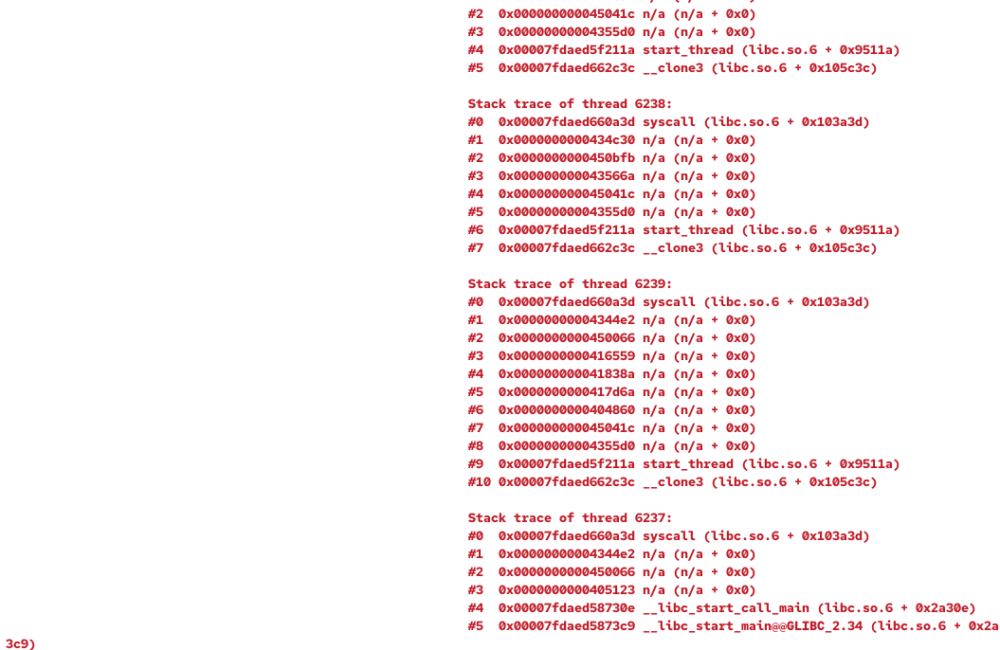 #2  0x000000000045041c n/a (n/a + 0x0)
#3  0x00000000004355d0 n/a (n/a + 0x0)
#4  0x00007fdaed5f211a start_thread (libc.so.6 + 0x9511a)
#5  0x00007fdaed662c3c __clone3 (libc.so.6 + 0x105c3c)

Stack trace of thread 6238:
#0  0x00007fdaed660a3d syscall (libc.so.6 + 0x103a3d)
#1  0x0000000000434c30 n/a (n/a + 0x0)
#2  0x0000000000450bfb n/a (n/a + 0x0)
#3  0x000000000043566a n/a (n/a + 0x0)
#4  0x000000000045041c n/a (n/a + 0x0)
#5  0x00000000004355d0 n/a (n/a + 0x0)
#6  0x00007fdaed5f211a start_thread (libc.so.6 + 0x9511a)
#7  0x00007fdaed662c3c __clone3 (libc.so.6 + 0x105c3c)

Stack trace of thread 6239:
#0  0x00007fdaed660a3d syscall (libc.so.6 + 0x103a3d)
#1  0x00000000004344e2 n/a (n/a + 0x0)
#2  0x0000000000450066 n/a (n/a + 0x0)
#3  0x0000000000416559 n/a (n/a + 0x0)
#4  0x000000000041838a n/a (n/a + 0x0)
#5  0x0000000000417d6a n/a (n/a + 0x0)
#6  0x0000000000404860 n/a (n/a + 0x0)
#7  0x000000000045041c n/a (n/a + 0x0)
#8  0x00000000004355d0 n/a (n/a + 0x0)
#9  0x00007fdaed5f211a start_thread (libc.so.6 + 0x9511a)
#10 0x00007fdaed662c3c __clone3 (libc.so.6 + 0x105c3c)

Stack trace of thread 6237:
#0  0x00007fdaed660a3d syscall (libc.so.6 + 0x103a3d)
#1  0x00000000004344e2 n/a (n/a + 0x0)
#2  0x0000000000450066 n/a (n/a + 0x0)
#3  0x0000000000405123 n/a (n/a + 0x0)
#4  0x00007fdaed58730e __libc_start_call_main (libc.so.6 + 0x2a30e)
#5  0x00007fdaed5873c9 __libc_start_main@@GLIBC_2.34 (libc.so.6 + 0x2a
3c9)